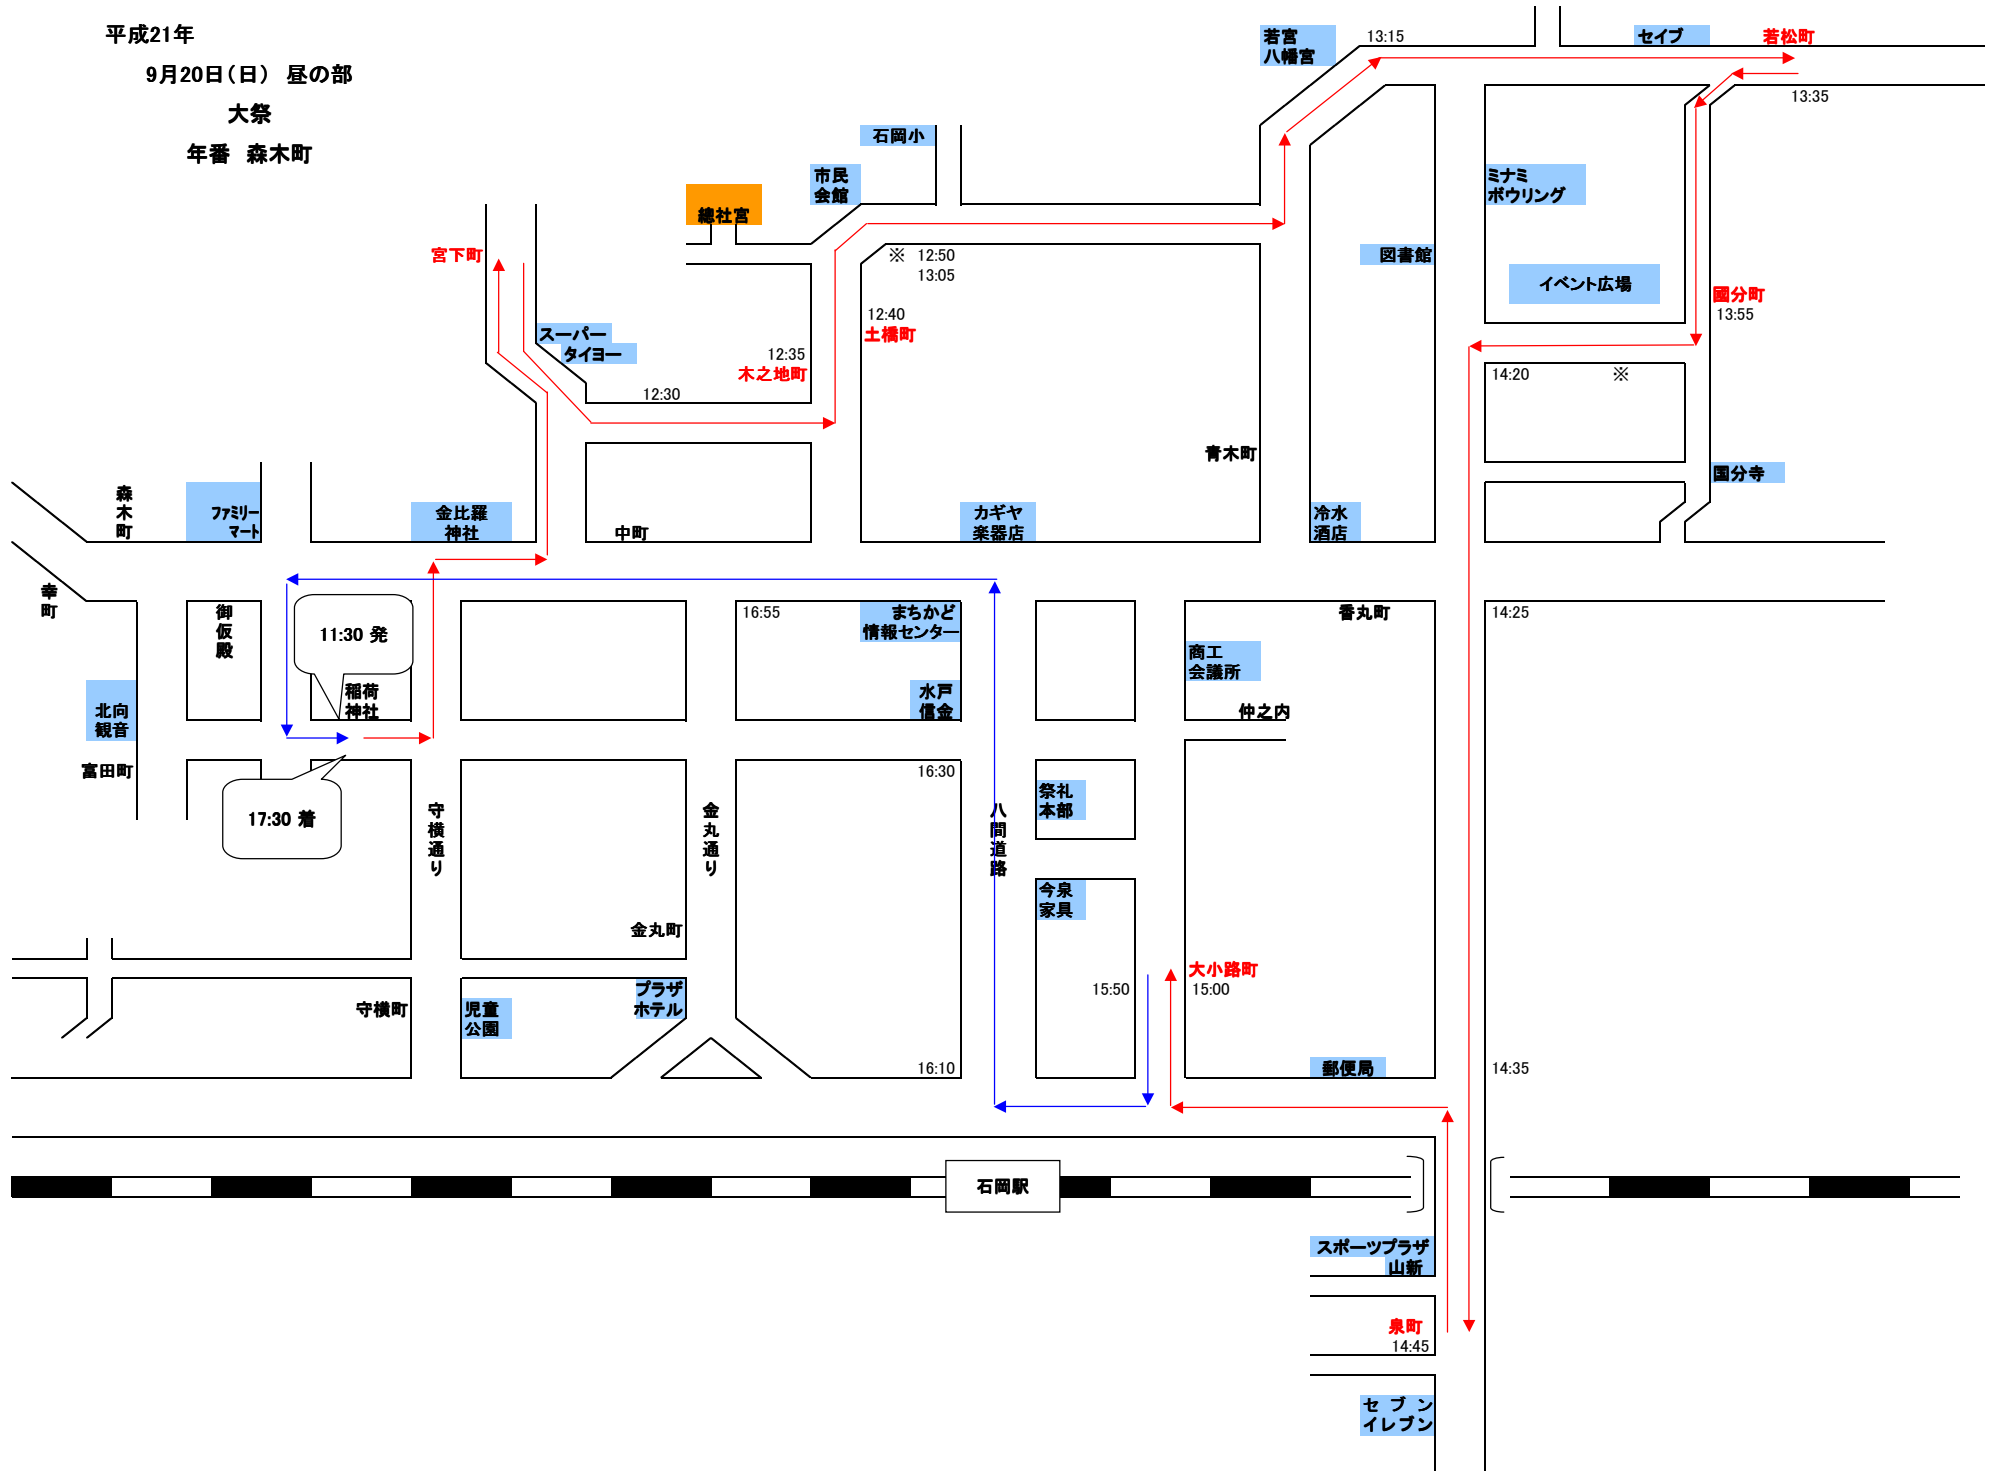 平成21年
9月20日(日) 昼の部
大祭
年番 森木町
若宮
八幡宮
13:15
セイブ
若松町
13:35
石岡小
市民
会館
總社宮
宮下町
※ 12:50
13:05
12:40
土橋町
スーパー
タイヨー
12:35
木之地町
12:30
図書館
ミナミ
ボウリング
イベント広場
國分町
13:55
14:20
※
青木町
国分寺
森木町
ファミリー
マート
金比羅
神社
中町
カギヤ
楽器店
冷水
酒店
幸町
御仮殿
11:30 発
稲荷
神社
16:55
まちかど
情報センター
水戸
信金
香丸町
14:25
商工
会議所
仲之内
北向
観音
富田町
17:30 着
守横通り
金丸通り
16:30
八間道路
祭礼
本部
今泉
家具
金丸町
大小路町
15:50
15:00
守横町
児童
公園
プラザ
ホテル
16:10
郵便局
14:35
石岡駅
スポーツプラザ
山新
泉町
14:45
セブン
イレブン